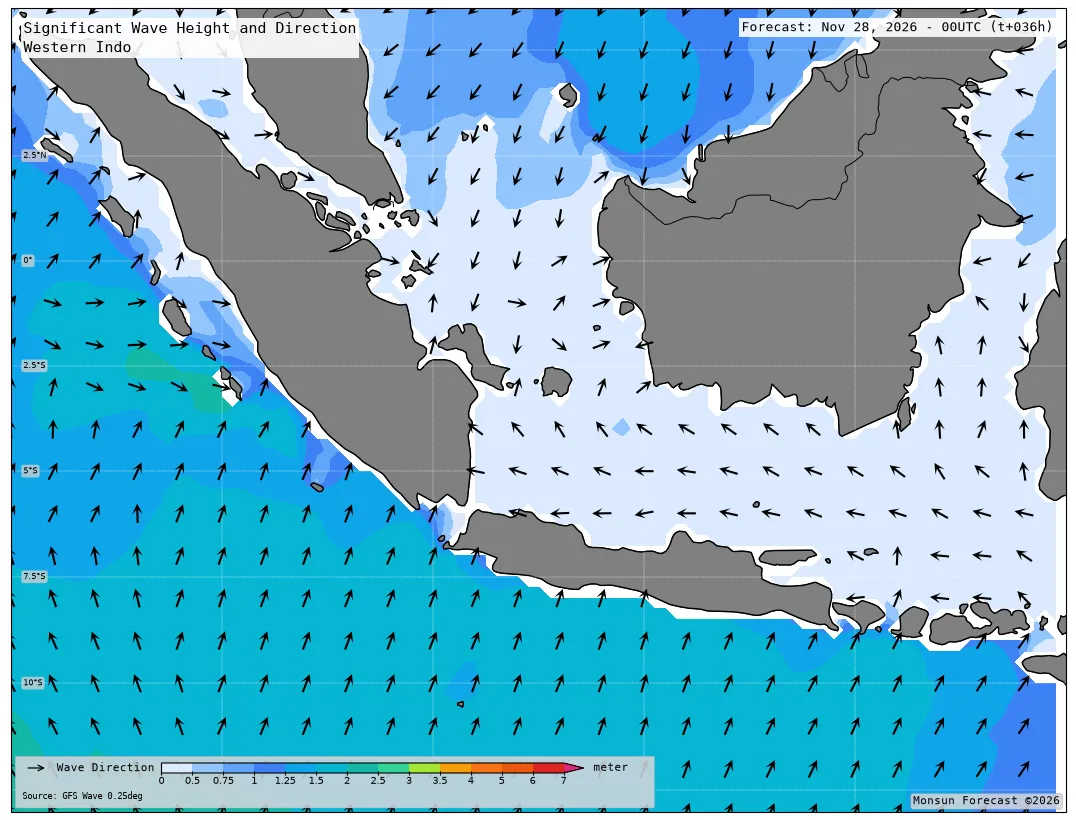 Significant Wave Height and Direction
Western Indo
Forecast: Nov 28, 2026 - 00UTC (t+036h)
2.5°N
0°
2.5°S
5°S
7.5°S
10°S
Wave Direction
meter
0 0.5 0.75 1 1.25 1.5 2 2.5 3 3.5 4 5 6 7
Source: GFS Wave 0.25deg
Monsun Forecast ©2026